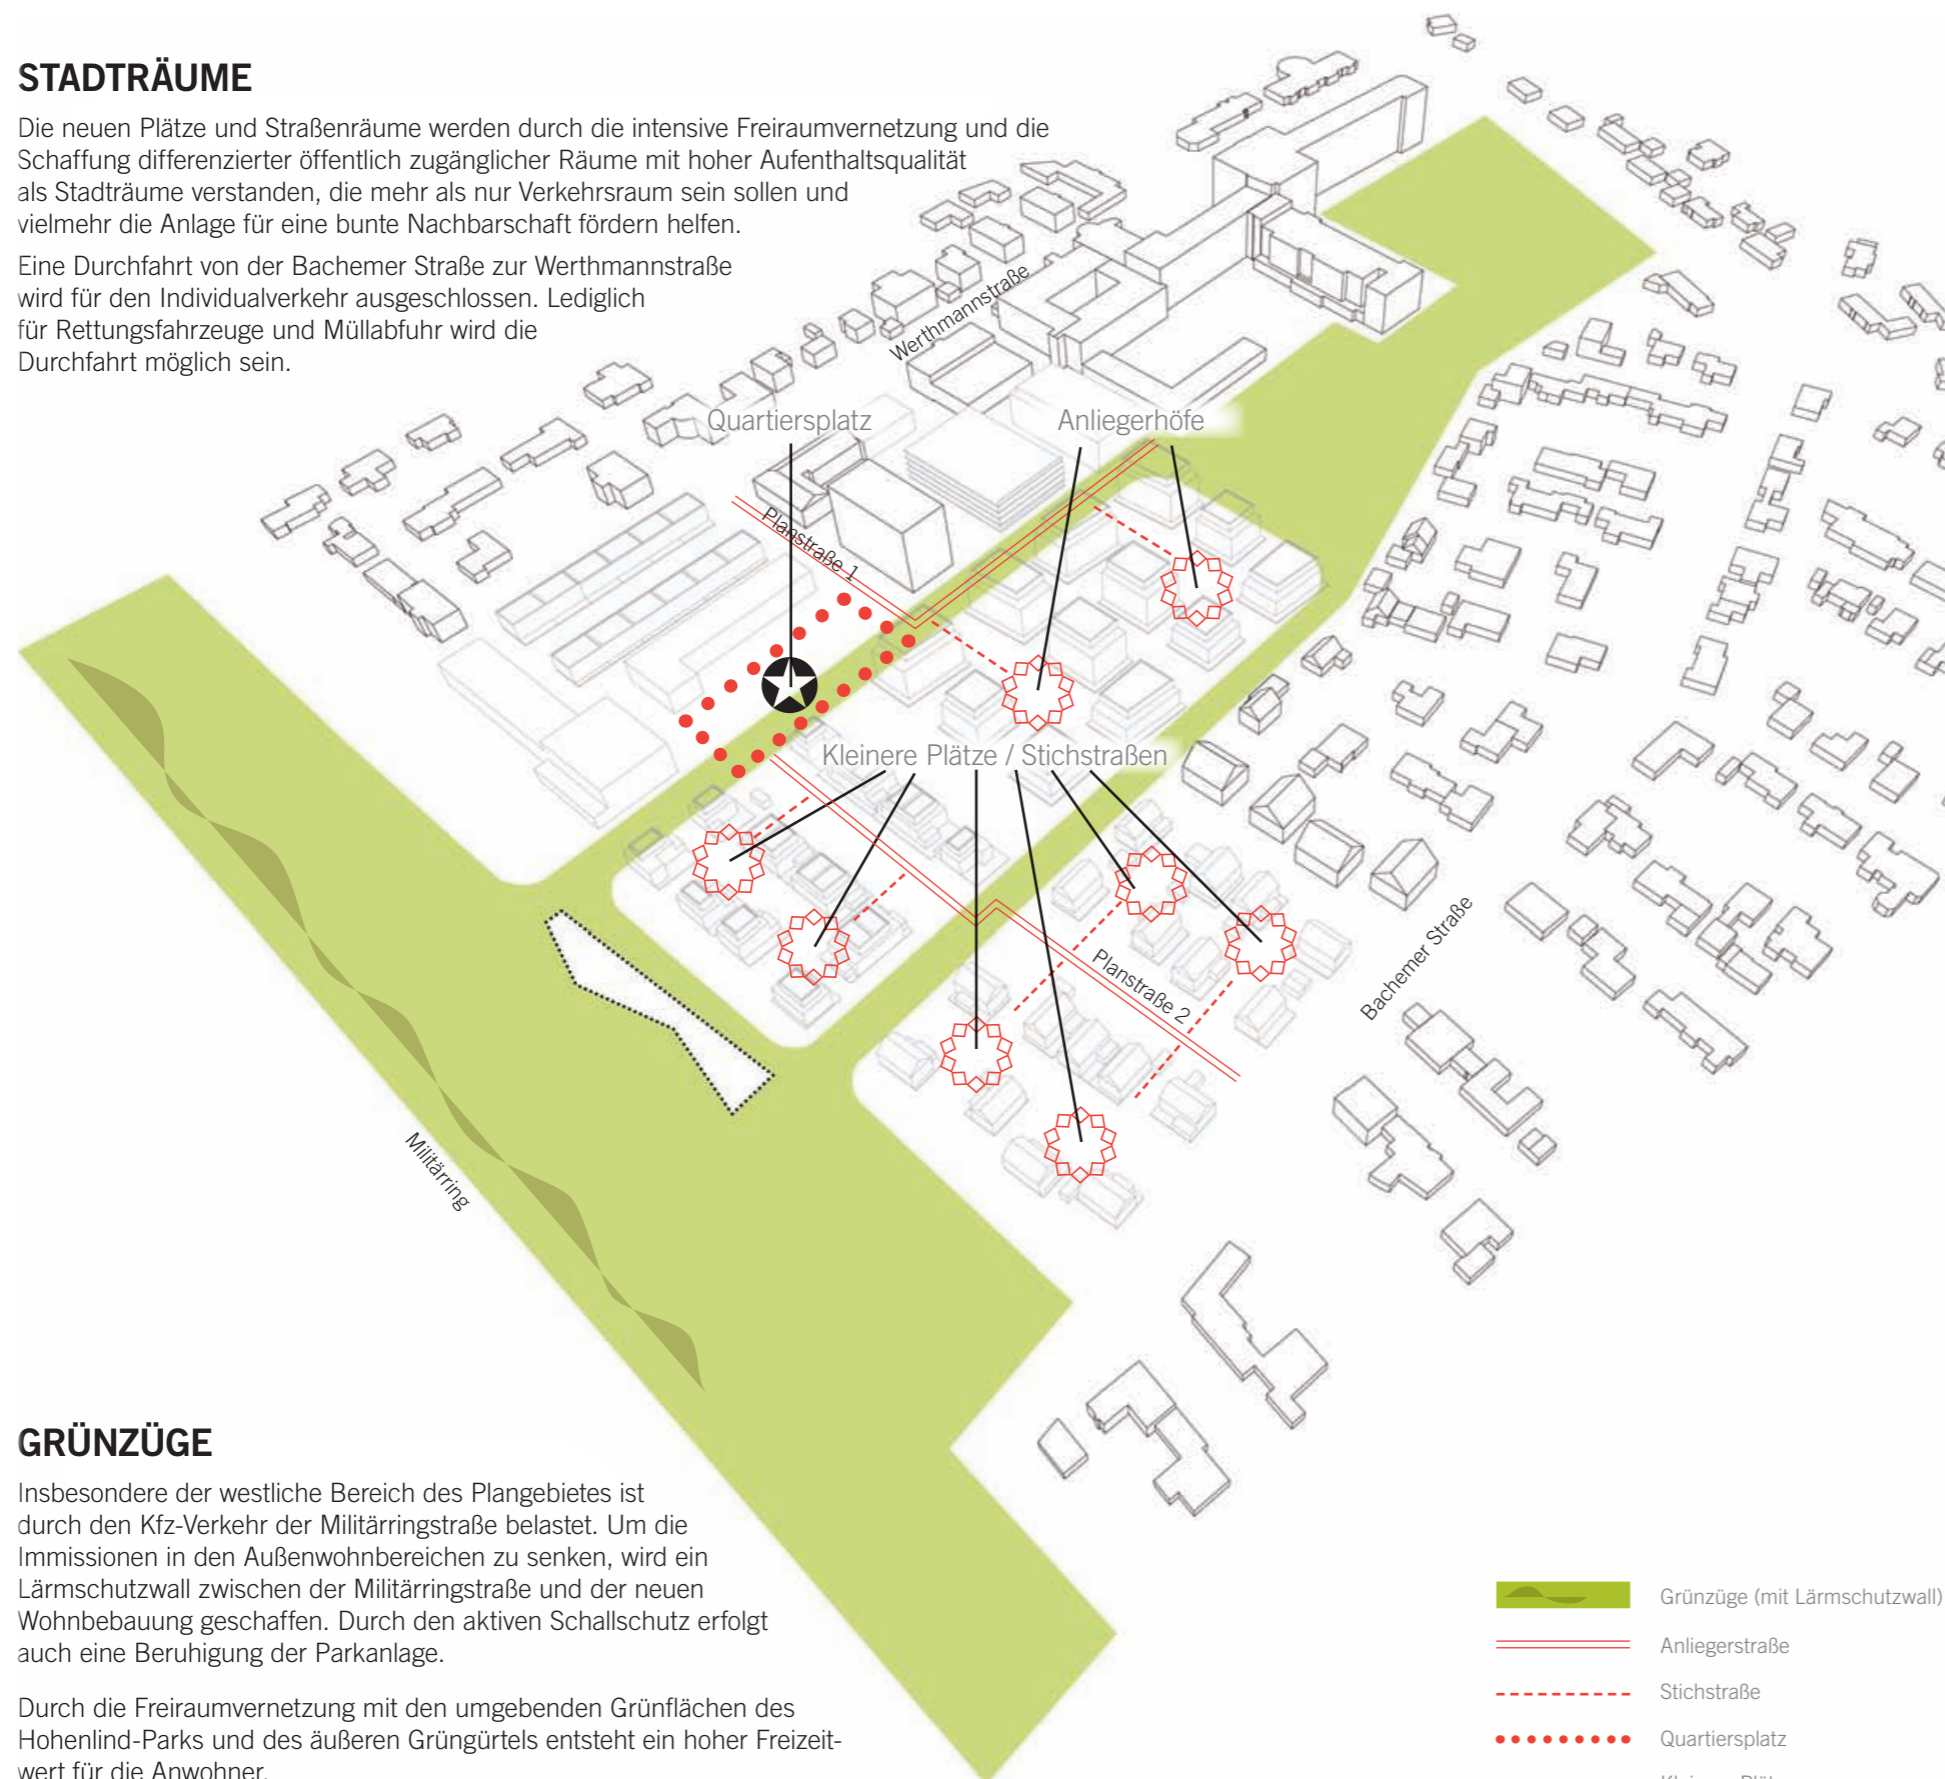 STADTRÄUME
Die neuen Plätze und Straßenräume werden durch die intensive Freiraumvernetzung und die
Schaffung differenzierter öffentlich zugänglicher Räume mit hoher Aufenthaltsqualität
als Stadträume verstanden, die mehr als nur Verkehrsraum sein sollen und
vielmehr die Anlage für eine bunte Nachbarschaft fördern helfen.
Eine Durchfahrt von der Bachemer Straße zur Werthmannstraße
wird für den Individualverkehr ausgeschlossen. Lediglich
für Rettungsfahrzeuge und Müllabfuhr wird die
Durchfahrt möglich sein.
Werthmannstraße
Quartiersplatz
Anliegerhöfe
Planstraße 1
Kleinere Plätze / Stichstraßen
Planstraße 2
Bachemer Straße
Militärring
GRÜNZÜGE
Insbesondere der westliche Bereich des Plangebietes ist
durch den Kfz-Verkehr der Militärringstraße belastet. Um die
Immissionen in den Außenwohnbereichen zu senken, wird ein
Lärmschutzwall zwischen der Militärringstraße und der neuen
Wohnbebauung geschaffen. Durch den aktiven Schallschutz erfolgt
auch eine Beruhigung der Parkanlage.
Durch die Freiraumvernetzung mit den umgebenden Grünflächen des
Hohenlind-Parks und des äußeren Grüngürtels entsteht ein hoher Freizeit-
wert für die Anwohner.
Grünzüge (mit Lärmschutzwall)
Anliegerstraße
Stichstraße
Quartiersplatz